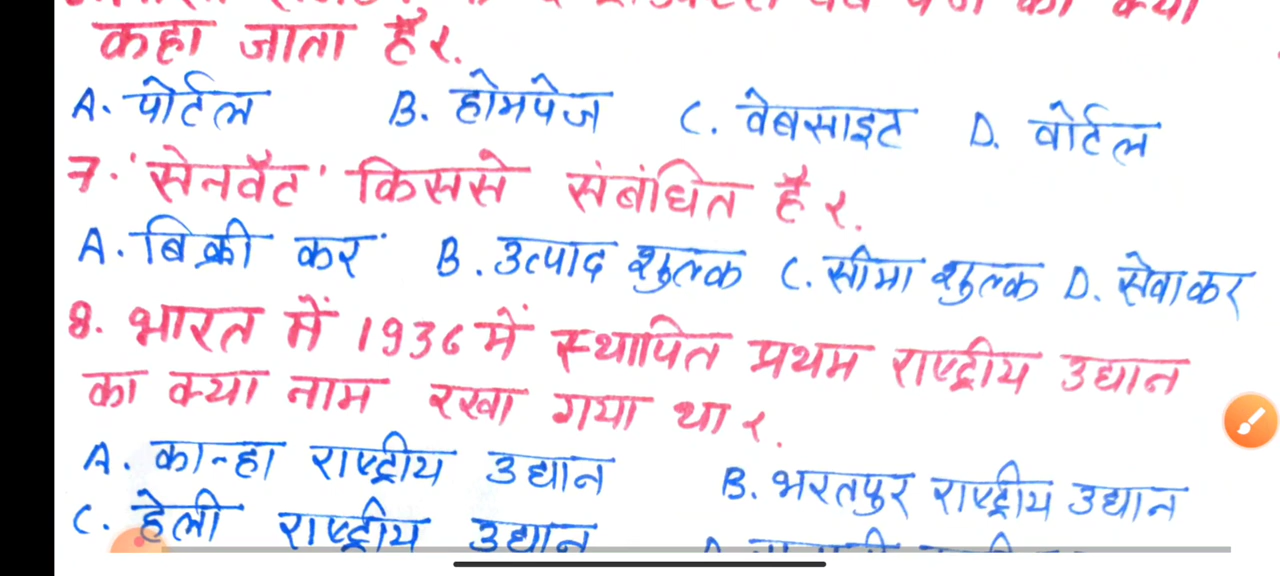 को क्या
कहा जाता है?
A. पोर्टल B. होमपेज C. वेबसाइट D. वोर्टल
7. 'सेनवॅट' किससे संबंधित है?
A. बिक्री कर B. उत्पाद शुल्क C. सीमा शुल्क D. सेवाकर
8. भारत में 1936 में स्थापित प्रथम राष्ट्रीय उद्यान
का क्या नाम रखा गया था?
A. कान्हा राष्ट्रीय उद्यान B. भरतपुर राष्ट्रीय उद्यान
C. हेली राष्ट्रीय उद्यान